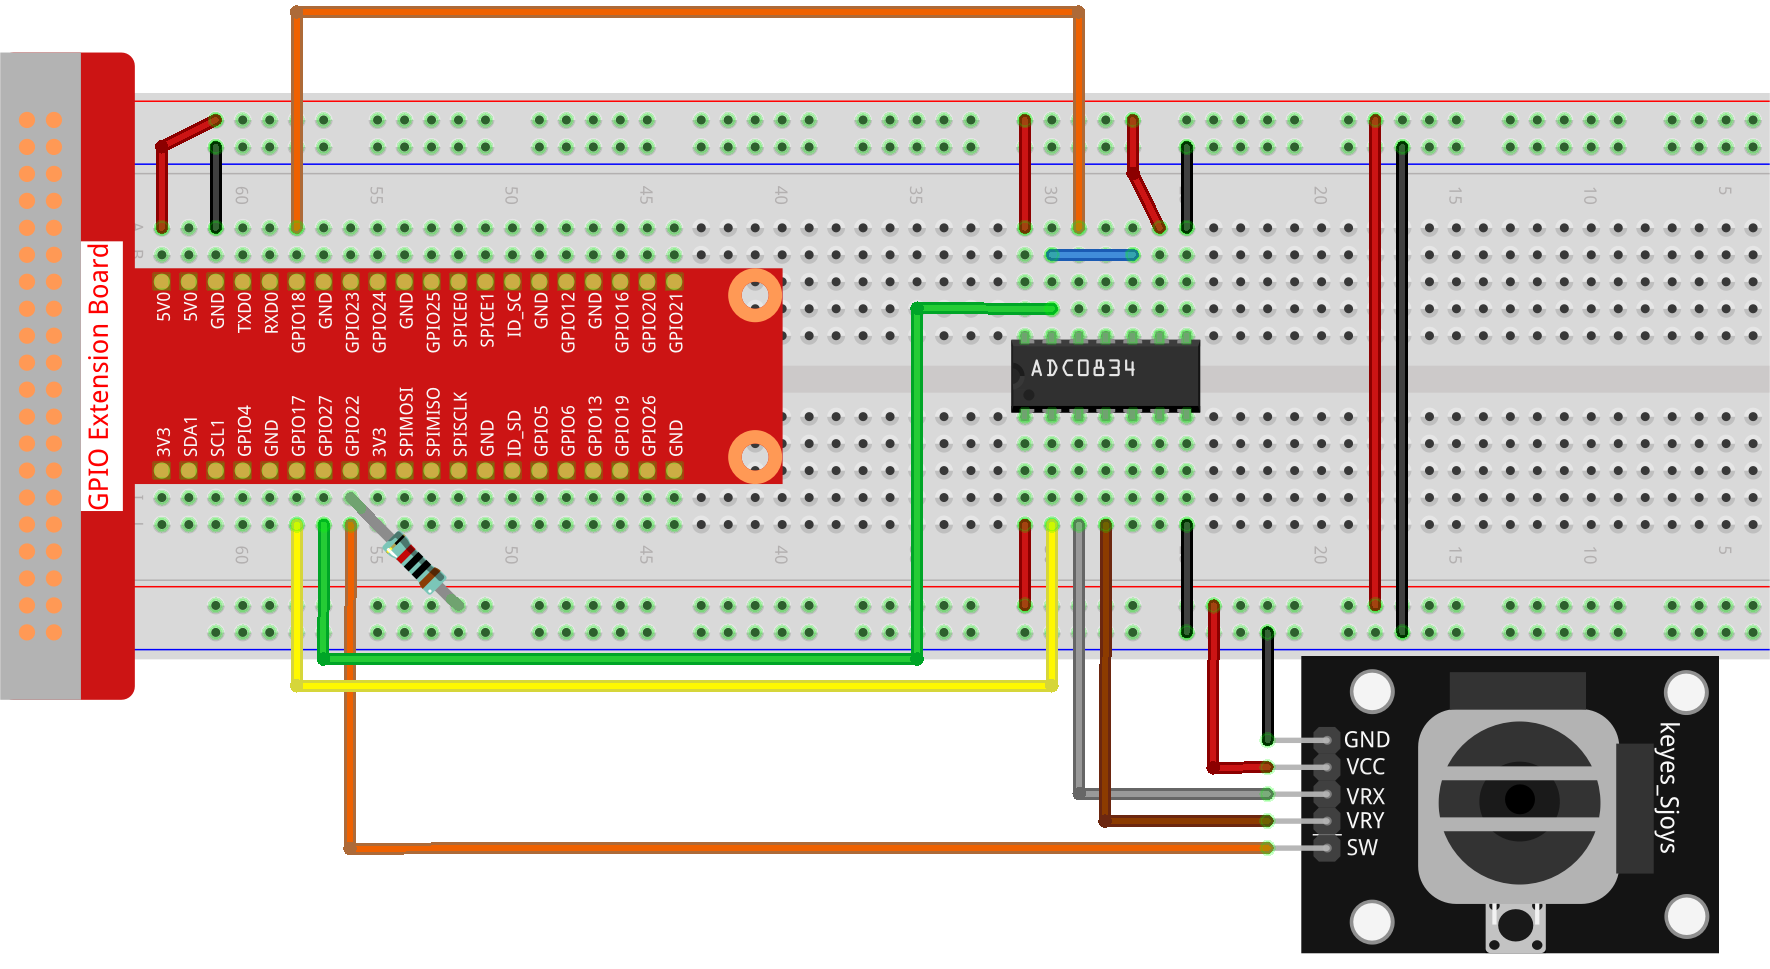 GPIO Extension Board
60
55
50
45
40
35
30
20
15
10
5
A
B
5V0
5V0
GND
TXD0
RXD0
GPIO18
GND
GPIO23
GPIO24
GND
GPIO25
SPICE0
SPICE1
ID_SC
GND
GPIO12
GND
GPIO16
GPIO20
GPIO21
ADC0834
3V3
SDA1
SCL1
GPIO4
GND
GPIO17
GPIO27
GPIO22
3V3
SPIMOSI
SPIMISO
SPISCLK
GND
ID_SD
GPIO5
GPIO6
GPIO13
GPIO19
GPIO26
GND
60
55
50
45
40
35
20
15
10
5
GND
VCC
VRX
VRY
SW
keyes_Sjoys